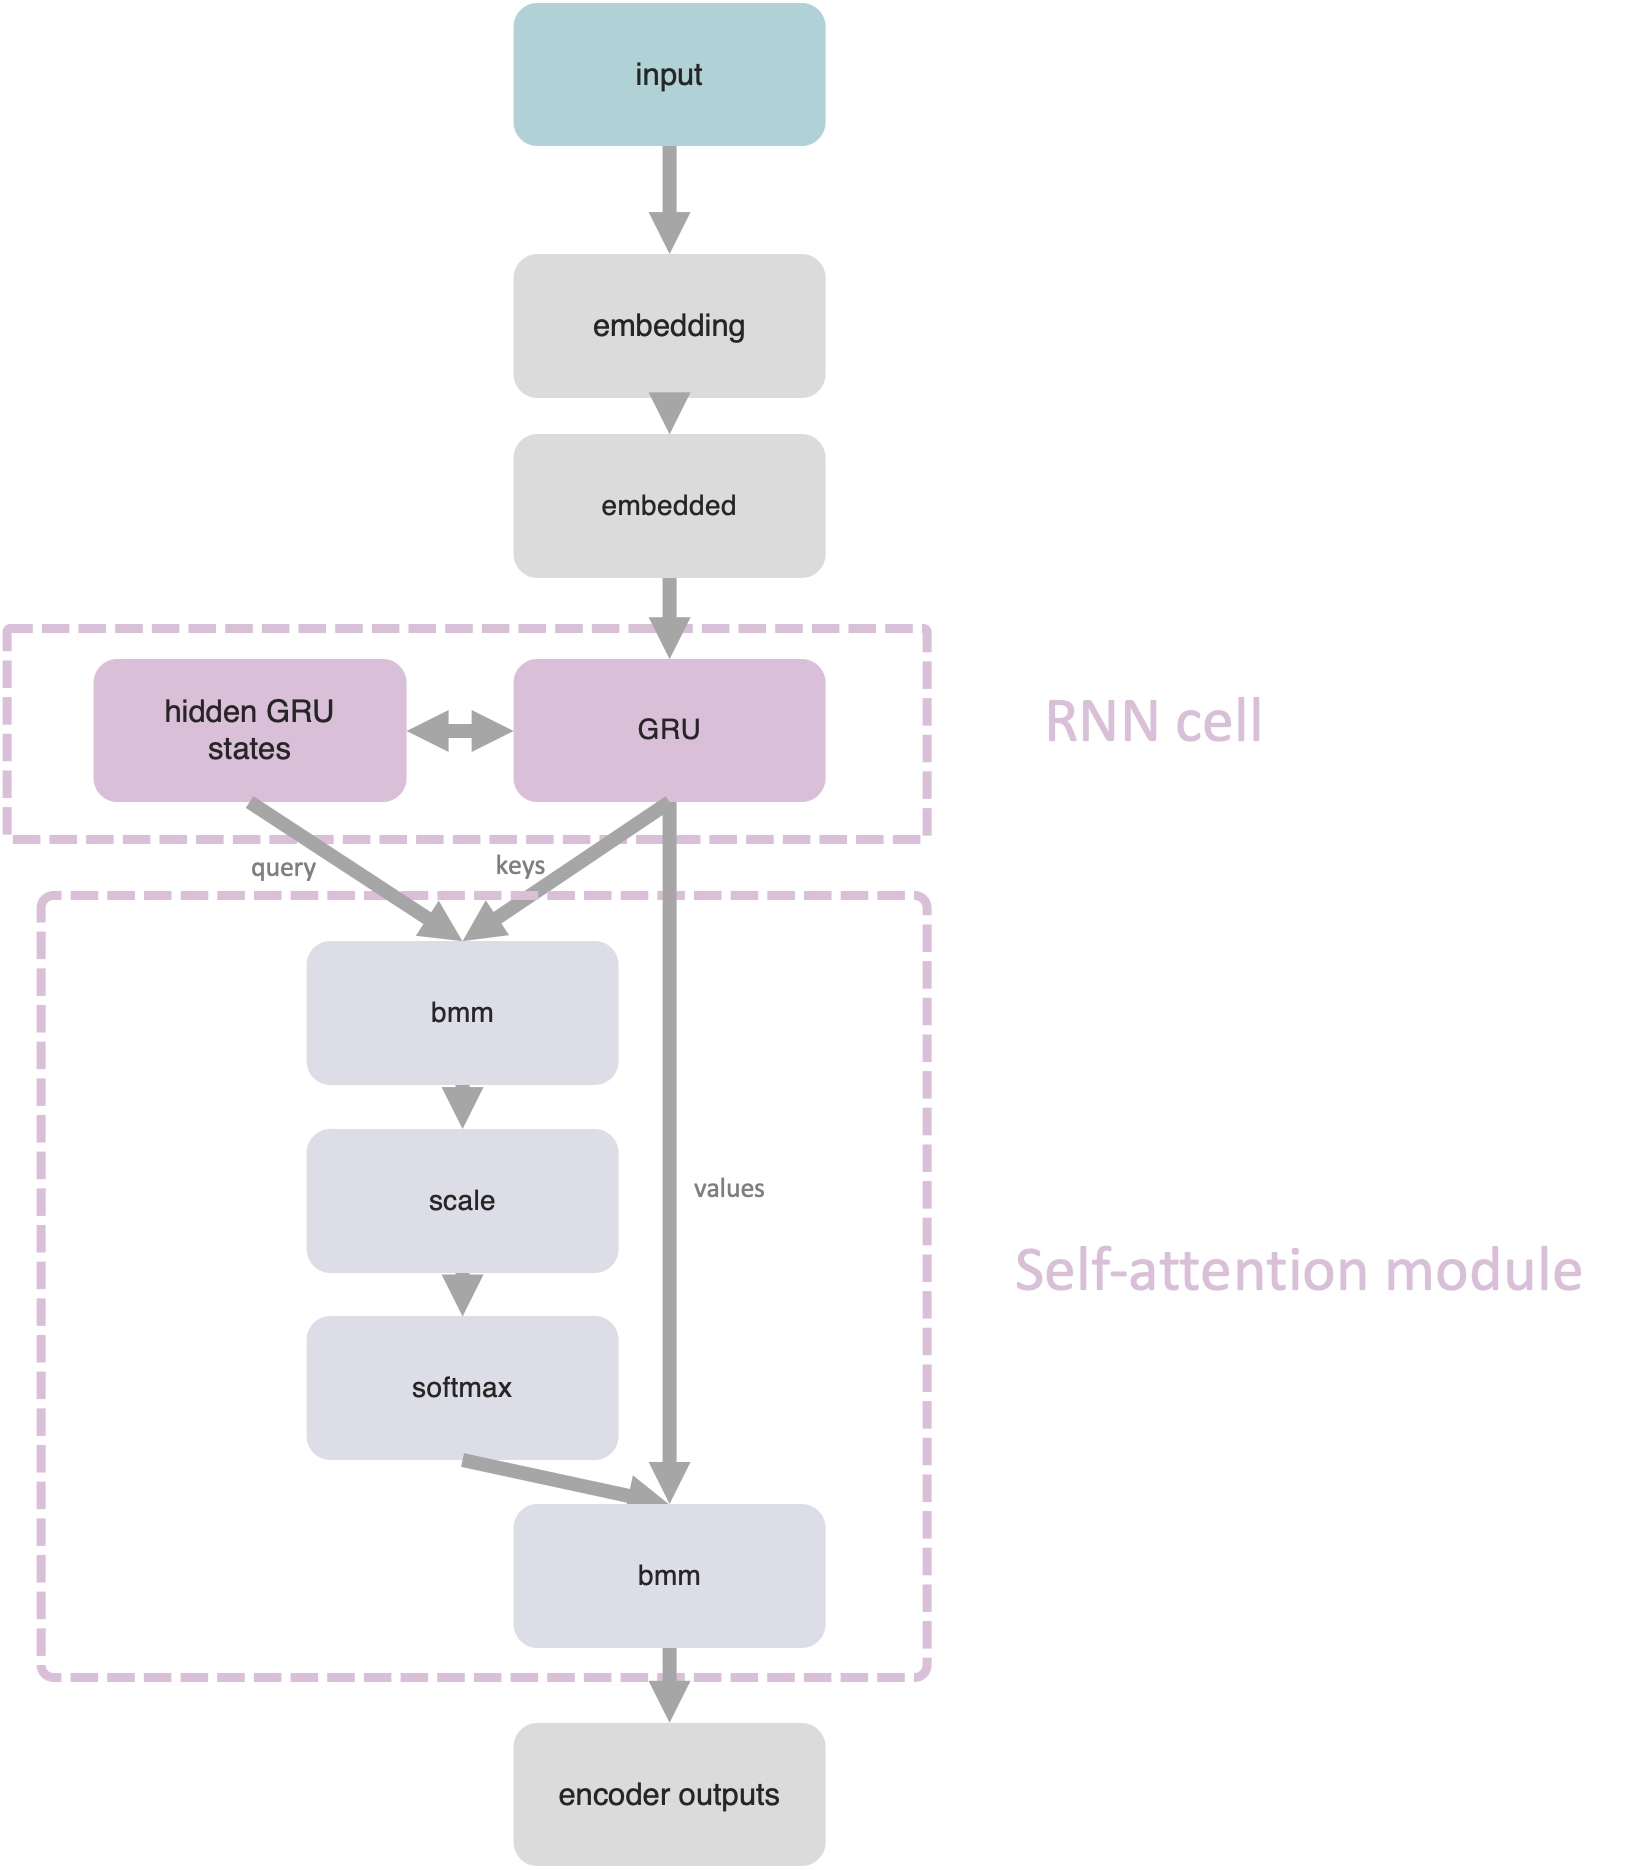 input
embedding
embedded
hidden GRU
states
GRU
RNN cell
query
keys
bmm
scale
values
Self-attention module
softmax
bmm
encoder outputs